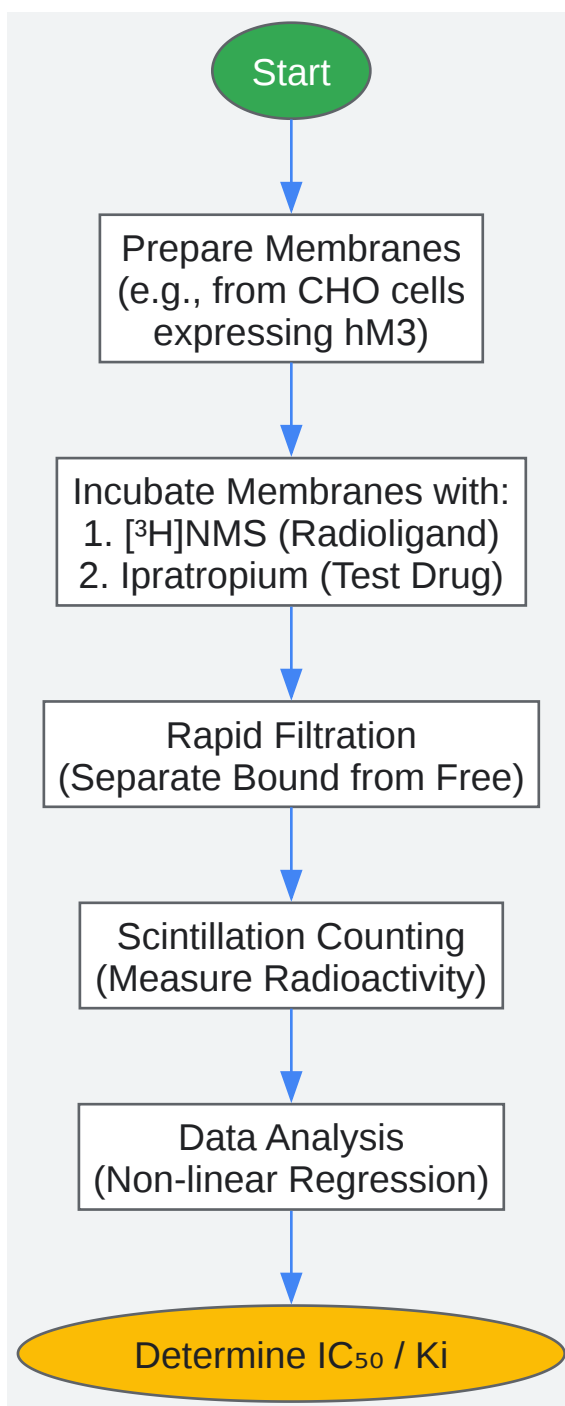 Start
Prepare Membranes
(e.g., from CHO cells
expressing hM3)
Incubate Membranes with:
1. [³H]NMS (Radioligand)
2. Ipratropium (Test Drug)
Rapid Filtration
(Separate Bound from Free)
Scintillation Counting
(Measure Radioactivity)
Data Analysis
(Non-linear Regression)
Determine IC₅₀ / Ki